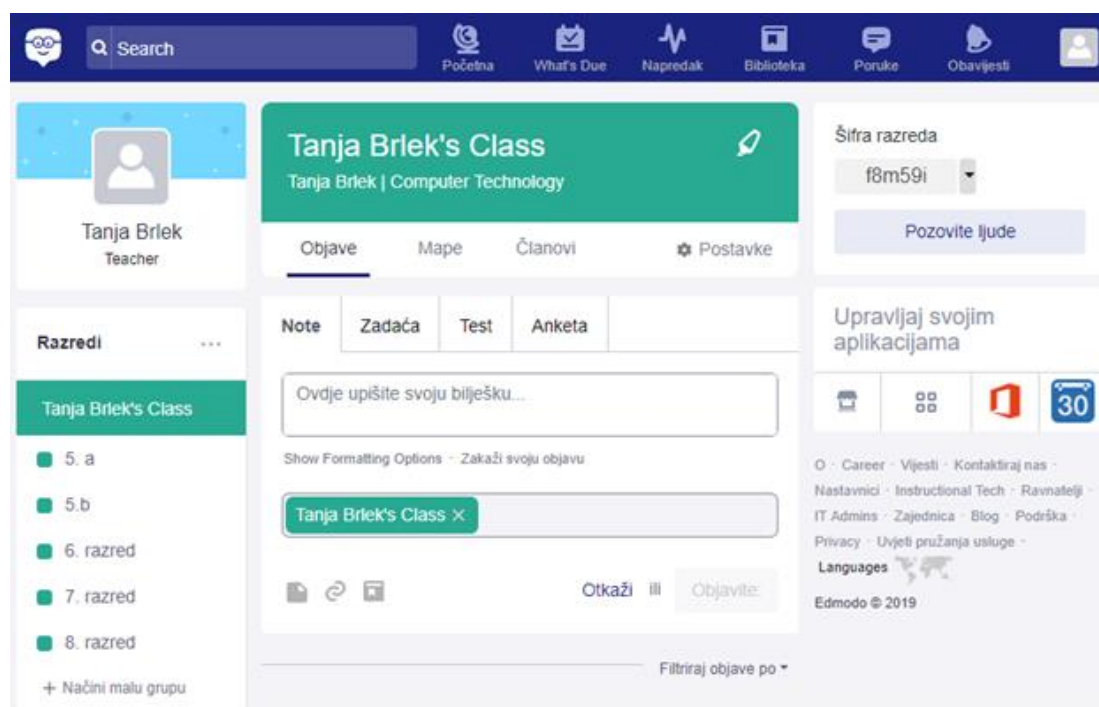 Search
Početna
What's Due
Napredak
Biblioteka
Poruke
Obavijesti
Tanja Brlek
Teacher
Razredi ...
Tanja Brlek's Class
5. a
5.b
6. razred
7. razred
8. razred
+ Načini malu grupu
Tanja Brlek's Class
Tanja Brlek | Computer Technology
Objave Mape Članovi Postavke
Note Zadaća Test Anketa
Ovdje upišite svoju bilješku...
Show Formatting Options · Zakaži svoju objavu
Tanja Brlek's Class ×
Otkaži ili Objavite
Filtriraj objave po
Šifra razreda
f8m59i
Pozovite ljude
Upravljaj svojim
aplikacijama
30
O · Career · Vijesti · Kontaktiraj nas ·
Nastavnici · Instructional Tech · Ravnatelji ·
IT Admins · Zajednica · Blog · Podrška ·
Privacy · Uvjeti pružanja usluge ·
Languages
Edmodo © 2019